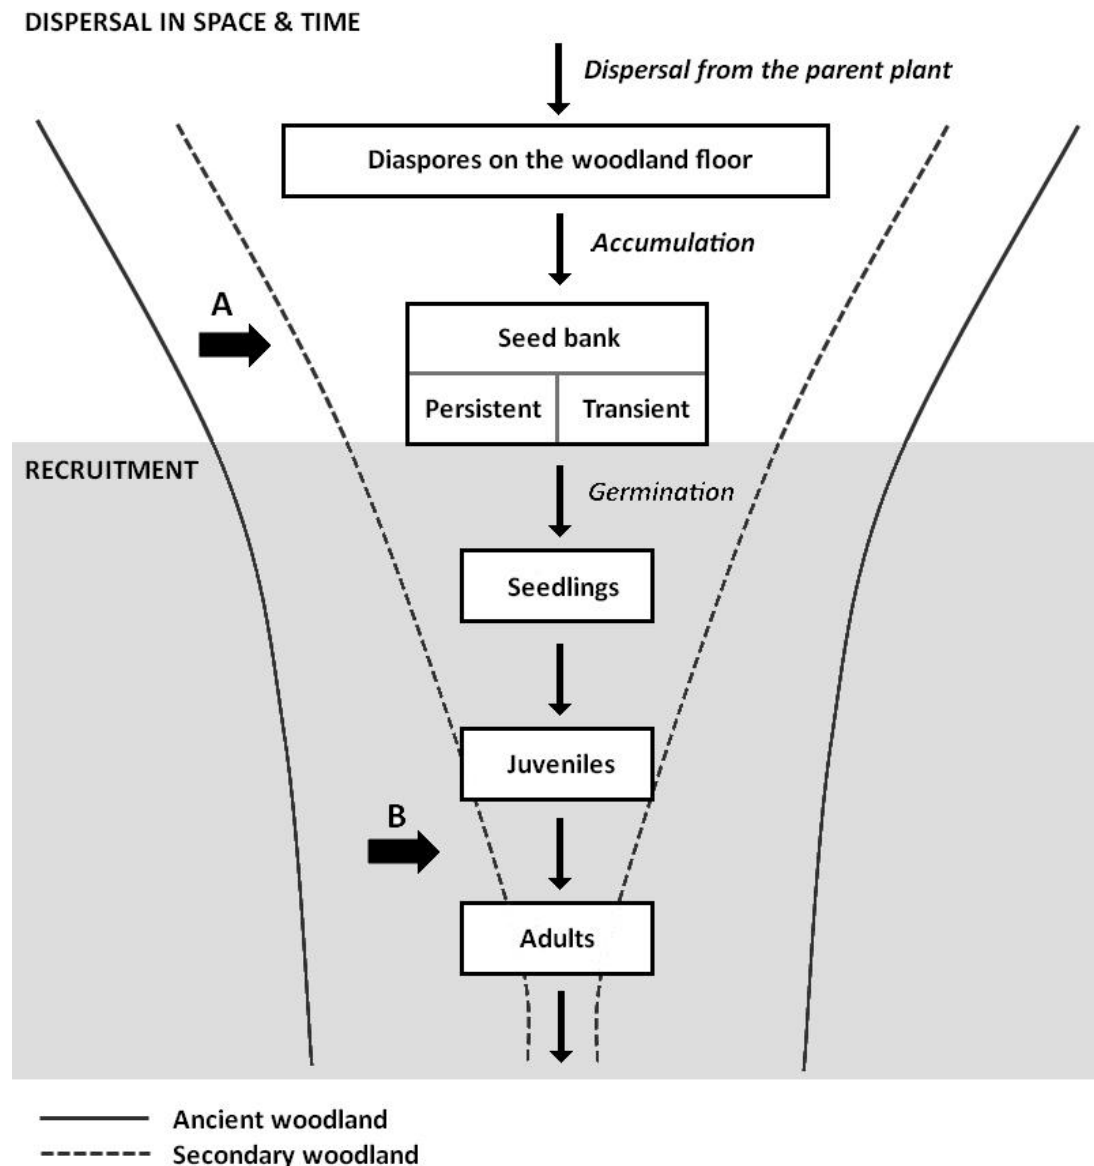 DISPERSAL IN SPACE & TIME
Dispersal from the parent plant
Diaspores on the woodland floor
Accumulation
A
Seed bank
Persistent Transient
RECRUITMENT
Germination
Seedlings
Juveniles
B
Adults
Ancient woodland
Secondary woodland